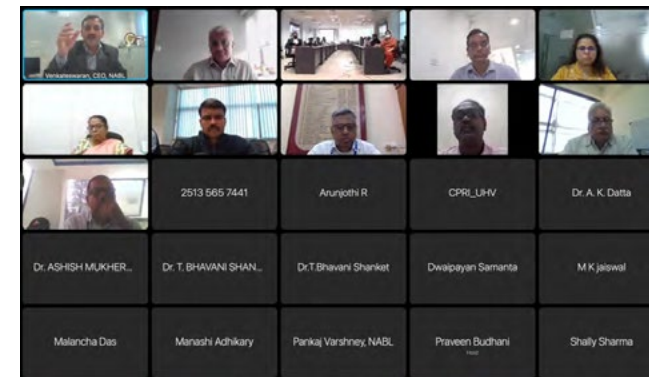 Venkateswaran, CEO, NABL
2513 565 7441
Arunjothi R
CPRI_UHV
Dr. A. K. Datta
Dr. ASHISH MUKHER...
Dr. T. BHAVANI SHAN...
Dr.T.Bhavani Shanket
Dwaipayan Samanta
M K jaiswal
Malancha Das
Manashi Adhikary
Pankaj Varshney, NABL
Praveen Budhani
Shally Sharma